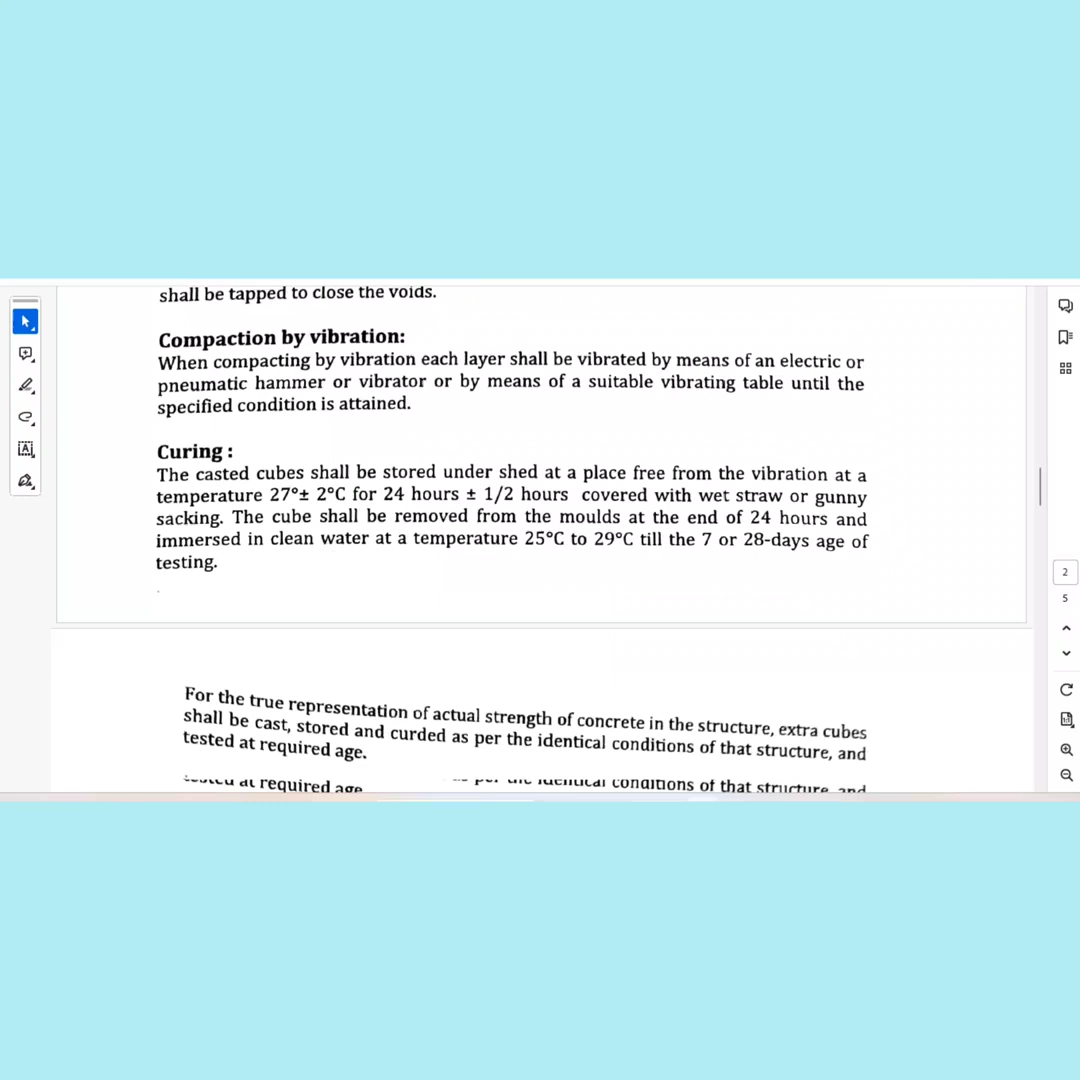 shall be tapped to close the voids.
Compaction by vibration:
When compacting by vibration each layer shall be vibrated by means of an electric or
pneumatic hammer or vibrator or by means of a suitable vibrating table until the
specified condition is attained.
Curing :
The casted cubes shall be stored under shed at a place free from the vibration at a
temperature 27°± 2°C for 24 hours ± 1/2 hours covered with wet straw or gunny
sacking. The cube shall be removed from the moulds at the end of 24 hours and
immersed in clean water at a temperature 25°C to 29°C till the 7 or 28-days age of
testing.
2
5
For the true representation of actual strength of concrete in the structure, extra cubes
shall be cast, stored and curded as per the identical conditions of that structure, and
tested at required age.
at required age as per the identical conditions of that structure, and